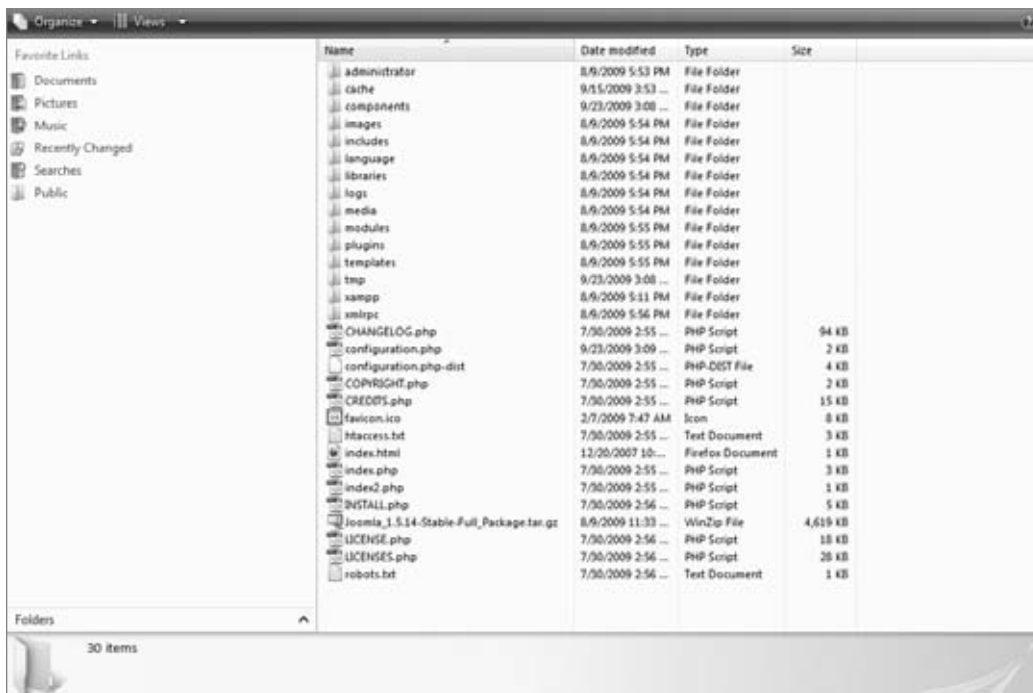 Organize Views
Favorite Links
Documents
Pictures
Music
Recently Changed
Searches
Public
Folders
Name Date modified Type Size
administrator 8/9/2009 5:53 PM File Folder
cache 9/15/2009 3:53 ... File Folder
components 9/23/2009 3:08 ... File Folder
images 8/9/2009 5:54 PM File Folder
includes 8/9/2009 5:54 PM File Folder
language 8/9/2009 5:54 PM File Folder
libraries 8/9/2009 5:54 PM File Folder
logs 8/9/2009 5:54 PM File Folder
media 8/9/2009 5:54 PM File Folder
modules 8/9/2009 5:55 PM File Folder
plugins 8/9/2009 5:55 PM File Folder
templates 8/9/2009 5:55 PM File Folder
tmp 9/23/2009 3:08 ... File Folder
xampp 8/9/2009 5:11 PM File Folder
xmlrpc 8/9/2009 5:56 PM File Folder
CHANGELOG.php 7/30/2009 2:55 ... PHP Script 94 KB
configuration.php 9/23/2009 3:09 ... PHP Script 2 KB
configuration.php-dist 7/30/2009 2:55 ... PHP-DIST File 4 KB
COPYRIGHT.php 7/30/2009 2:55 ... PHP Script 2 KB
CREDITS.php 7/30/2009 2:55 ... PHP Script 15 KB
favicon.ico 2/7/2009 7:47 AM Icon 8 KB
htaccess.txt 7/30/2009 2:55 ... Text Document 3 KB
index.html 12/20/2007 10:... Firefox Document 1 KB
index.php 7/30/2009 2:55 ... PHP Script 3 KB
index2.php 7/30/2009 2:55 ... PHP Script 1 KB
INSTALL.php 7/30/2009 2:56 ... PHP Script 5 KB
Joomla_1.5.14-Stable-Full_Package.tar.gz 8/9/2009 11:33 ... WinZip File 4,619 KB
LICENSE.php 7/30/2009 2:56 ... PHP Script 18 KB
LICENSES.php 7/30/2009 2:56 ... PHP Script 28 KB
robots.txt 7/30/2009 2:56 ... Text Document 1 KB
30 items